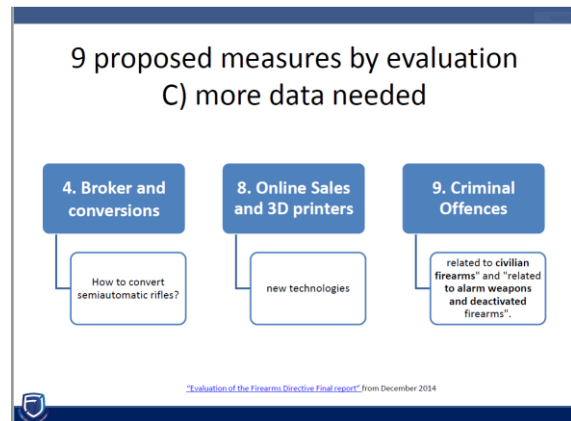 9 proposed measures by evaluation
C) more data needed
4. Broker and
conversions
How to convert
semiautomatic rifles?
8. Online Sales
and 3D printers
new technologies
9. Criminal
Offences
related to civilian
firearms" and "related
to alarm weapons
and deactivated
firearms".
"Evaluation of the Firearms Directive Final report" from December 2014